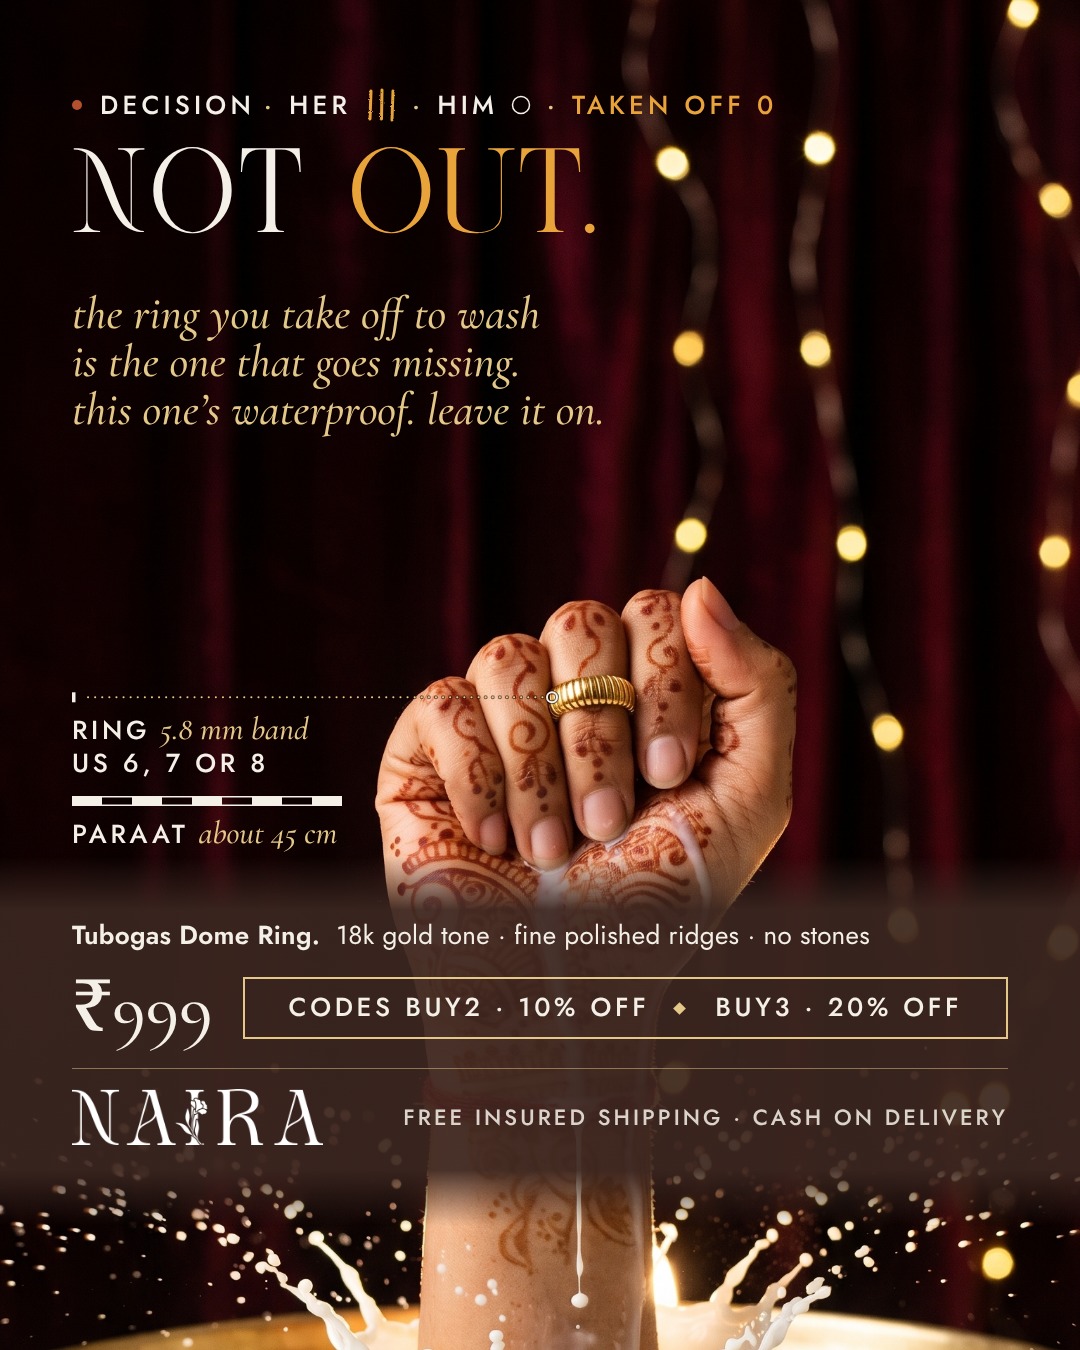 • DECISION · HER ||| · HIM ○ · TAKEN OFF 0
NOT OUT.
the ring you take off to wash
is the one that goes missing.
this one’s waterproof. leave it on.
RING 5.8 mm band
US 6, 7 OR 8
PARAAT about 45 cm
Tubogas Dome Ring. 18k gold tone · fine polished ridges · no stones
₹999
CODES BUY2 · 10% OFF ◆ BUY3 · 20% OFF
NAIRA
FREE INSURED SHIPPING · CASH ON DELIVERY